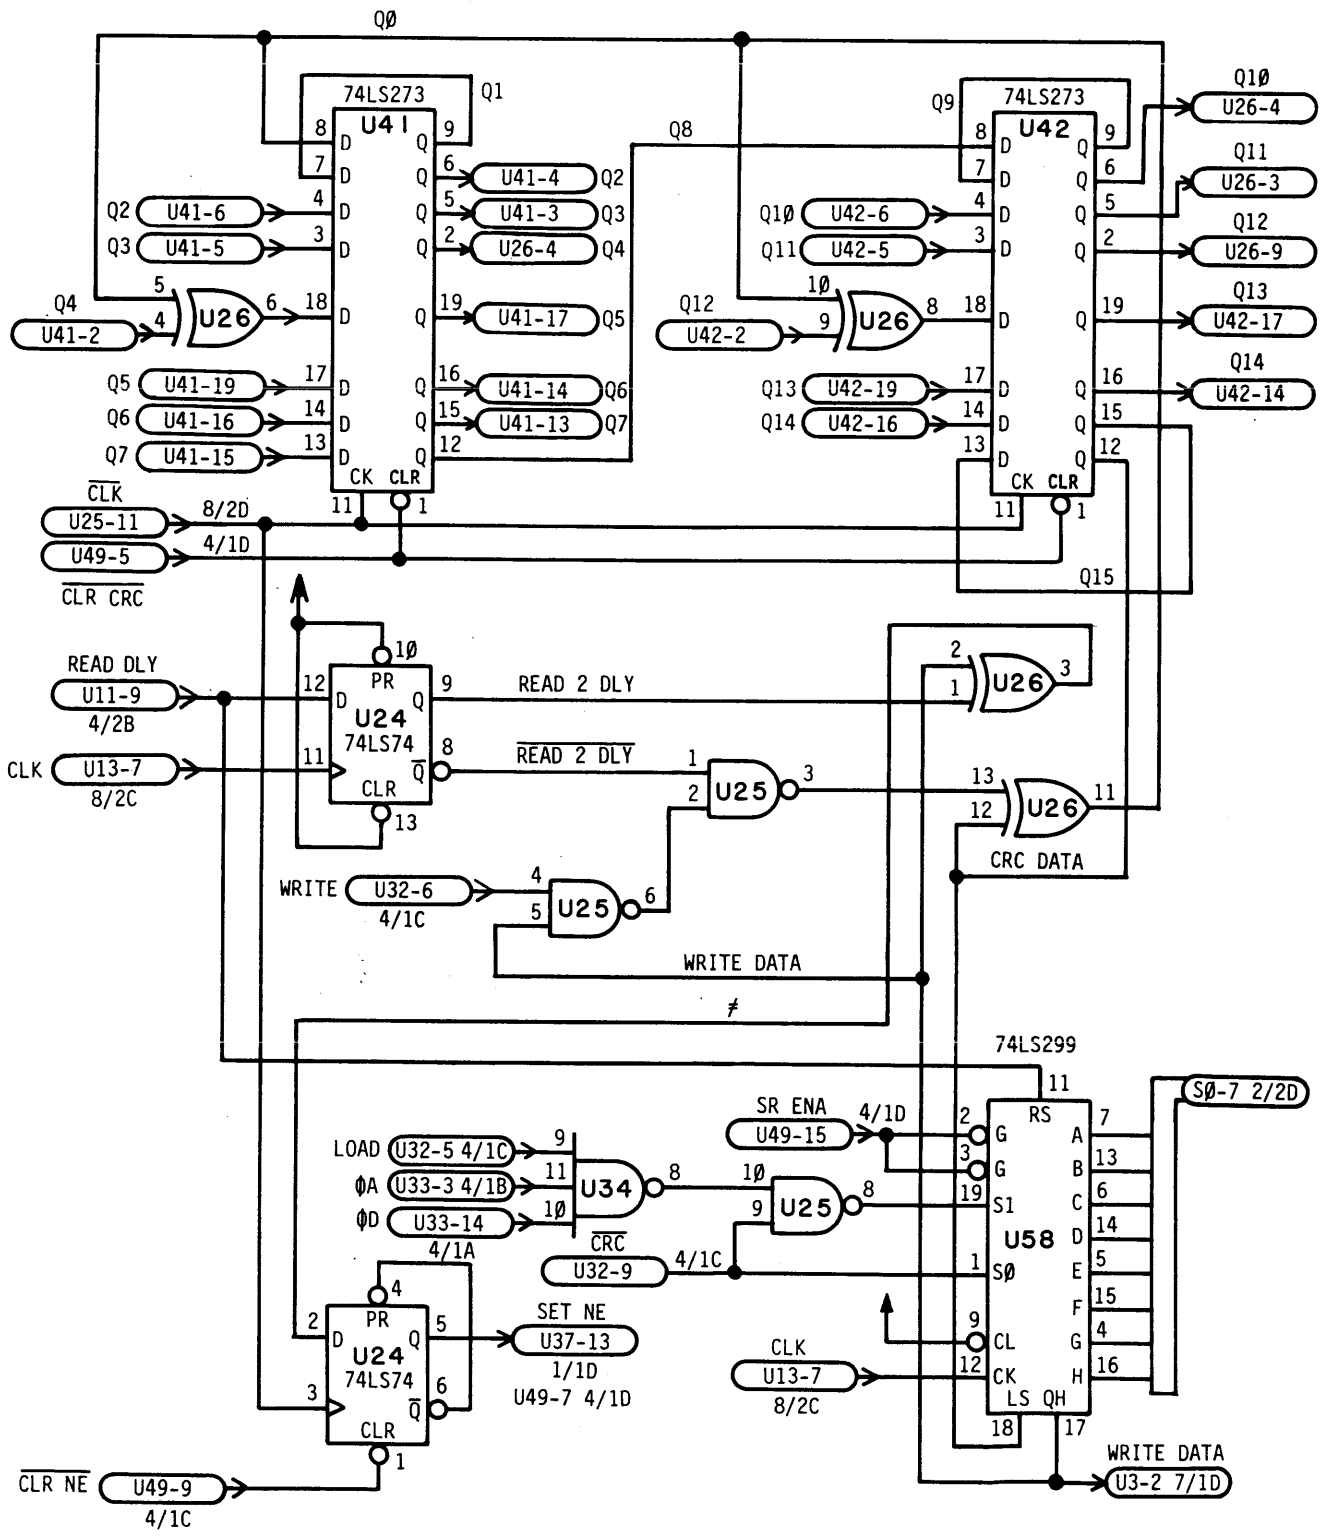 QØ
74LS273
U41
Q1
8 D Q 9
7 D Q 6 U41-4 Q2
Q2 U41-6 4 D Q 5 U41-3 Q3
Q3 U41-5 3 D Q 2 U26-4 Q4
Q4 U41-2 5 4 U26 6 18 D Q 19 U41-17 Q5
Q5 U41-19 17 D Q 16 U41-14 Q6
Q6 U41-16 14 D Q 15 U41-13 Q7
Q7 U41-15 13 D Q 12
CK CLR
11 1
Q8
74LS273
U42
Q9
8 D Q 9
7 D Q 6
Q1Ø U26-4
Q11 U26-3
Q12 U26-9
Q13 U42-17
Q14 U42-14
Q1Ø U42-6 4 D Q 5
Q11 U42-5 3 D Q 2
Q12 U42-2 1Ø 9 U26 8 18 D Q 19
Q13 U42-19 17 D Q 16
Q14 U42-16 14 D Q 15
13 D Q 12
CK CLR
11 1
Q15
CLK
U25-11 8/2D
U49-5 4/1D
CLR CRC
READ DLY
U11-9
4/2B
CLK U13-7
8/2C
1Ø
PR
12 D Q 9
U24
74LS74
11 Q 8
CLR
13
READ 2 DLY
READ 2 DLY
2
1
U26 3
1
2
U25 3
13
12
U26 11
CRC DATA
WRITE U32-6
4/1C
4
5
U25 6
WRITE DATA
≠
74LS299
11
RS
SØ-7 2/2D
SR ENA
U49-15 4/1D
2 G A 7
3 G B 13
19 S1 C 6
U58
D 14
1 SØ E 5
F 15
9 CL G 4
12 CK H 16
LS QH
18 17
LOAD U32-5 4/1C 9
ϕA U33-3 4/1B 11
ϕD U33-14 1Ø
4/1A
U34 8
1Ø
9
U25 8
CRC
U32-9 4/1C
CLK
U13-7
8/2C
4
PR
2 D Q 5
U24
74LS74
3 Q 6
CLR
1
SET NE
U37-13
1/1D
U49-7 4/1D
CLR NE U49-9
4/1C
WRITE DATA
U3-2 7/1D